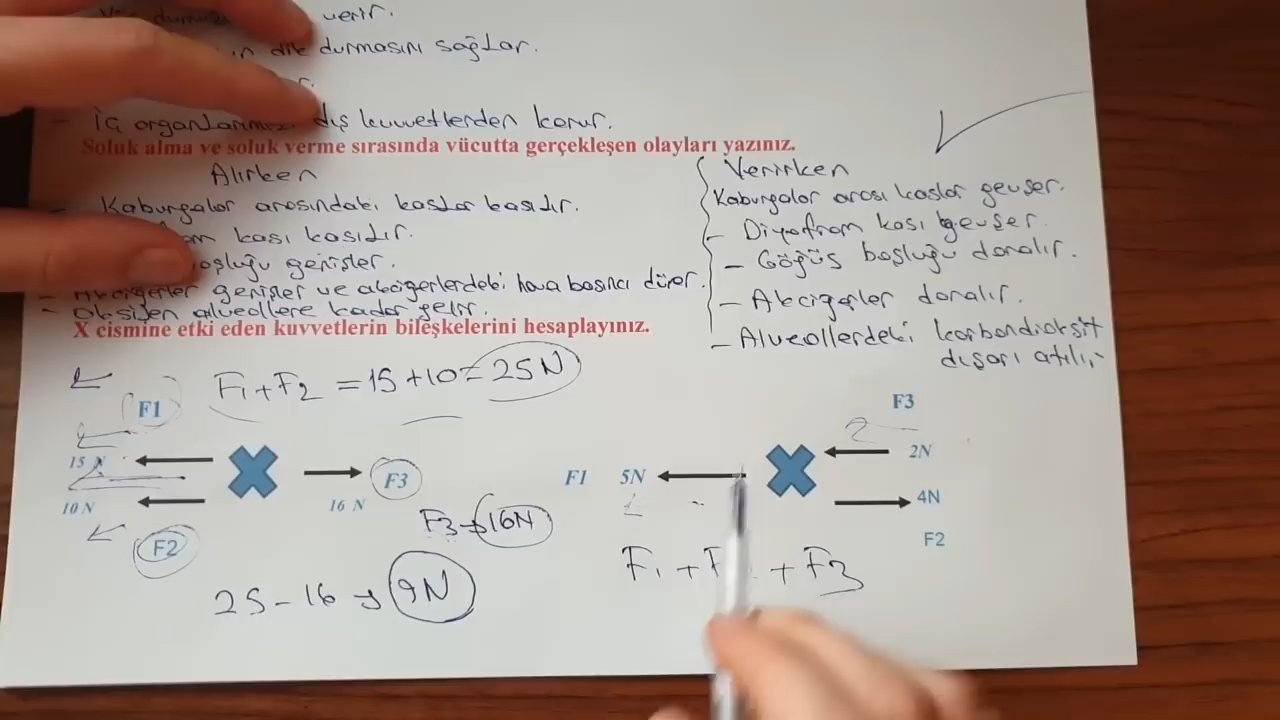 verir.
dik durmasını sağlar.
- İç organlarımızı dış kuvvetlerden korur.
Soluk alma ve soluk verme sırasında vücutta gerçekleşen olayları yazınız.
Alırken
- Kaburgalar arasındaki kaslar kasılır.
kası kasılır.
boşluğu genişler.
- Akciğerler genişler ve akciğerlerdeki hava basıncı düşer.
- Oksijen alveollere kadar gelir.
Verirken
Kaburgalar arası kaslar gevşer.
- Diyafram kası gevşer.
- Göğüs boşluğu daralır.
- Akciğerler daralır.
- Alveollerdeki karbondioksit
dışarı atılır
X cismine etki eden kuvvetlerin bileşkelerini hesaplayınız.
F1+F2 = 15+10 = 25N
F1
15 N
10 N
F2
F3
16 N
F3 → 16N
25-16 → 9N
F3
2N
F1 5N
4N
F2
F1 + F + F3